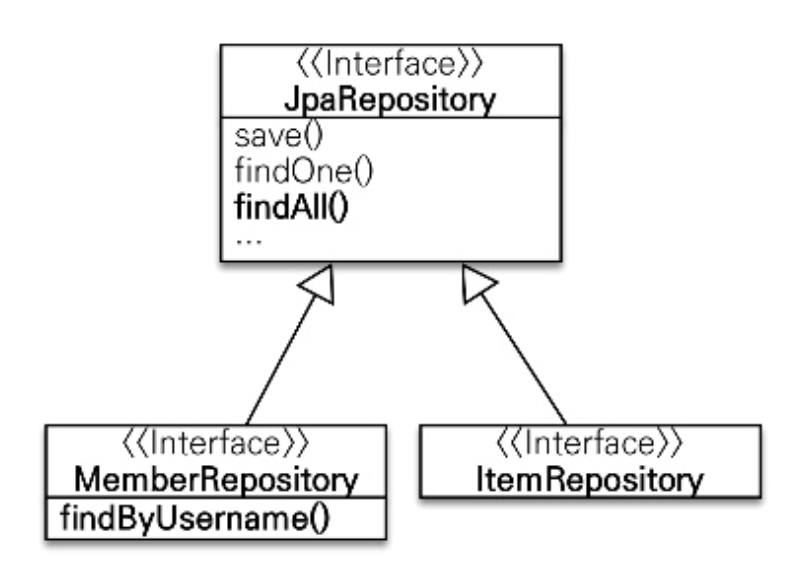 《Interface》
JpaRepository
save()
findOne()
findAll()
...
《Interface》
MemberRepository
findByUsername()
《Interface》
ItemRepository